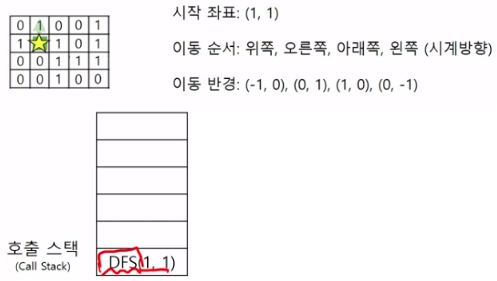 0 1 0 0 1
1 1 0 1
0 0 1 1 1
0 0 1 0 0
시작 좌표: (1, 1)
이동 순서: 위쪽, 오른쪽, 아래쪽, 왼쪽 (시계방향)
이동 반경: (-1, 0), (0, 1), (1, 0), (0, -1)
호출 스택
(Call Stack)
DFS(1, 1)